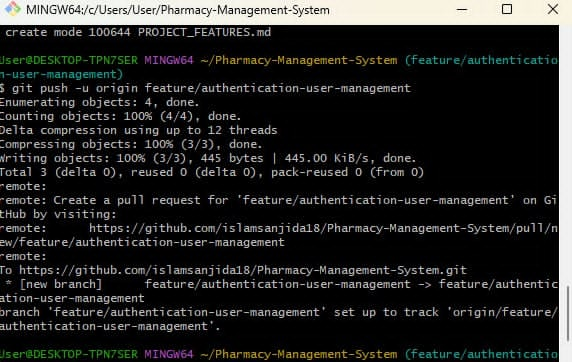 MINGW64:/c/Users/User/Pharmacy-Management-System
create mode 100644 PROJECT_FEATURES.md
User@DESKTOP-TPN7SER MINGW64 ~/Pharmacy-Management-System (feature/authenticatio
n-user-management)
$ git push -u origin feature/authentication-user-management
Enumerating objects: 4, done.
Counting objects: 100% (4/4), done.
Delta compression using up to 12 threads
Compressing objects: 100% (3/3), done.
Writing objects: 100% (3/3), 445 bytes | 445.00 KiB/s, done.
Total 3 (delta 0), reused 0 (delta 0), pack-reused 0 (from 0)
remote:
remote: Create a pull request for 'feature/authentication-user-management' on Gi
tHub by visiting:
remote:      https://github.com/islamsanjida18/Pharmacy-Management-System/pull/n
ew/feature/authentication-user-management
remote:
To https://github.com/islamsanjida18/Pharmacy-Management-System.git
 * [new branch]      feature/authentication-user-management -> feature/authentic
ation-user-management
branch 'feature/authentication-user-management' set up to track 'origin/feature/
authentication-user-management'.
User@DESKTOP-TPN7SER MINGW64 ~/Pharmacy-Management-System (feature/authenticatio